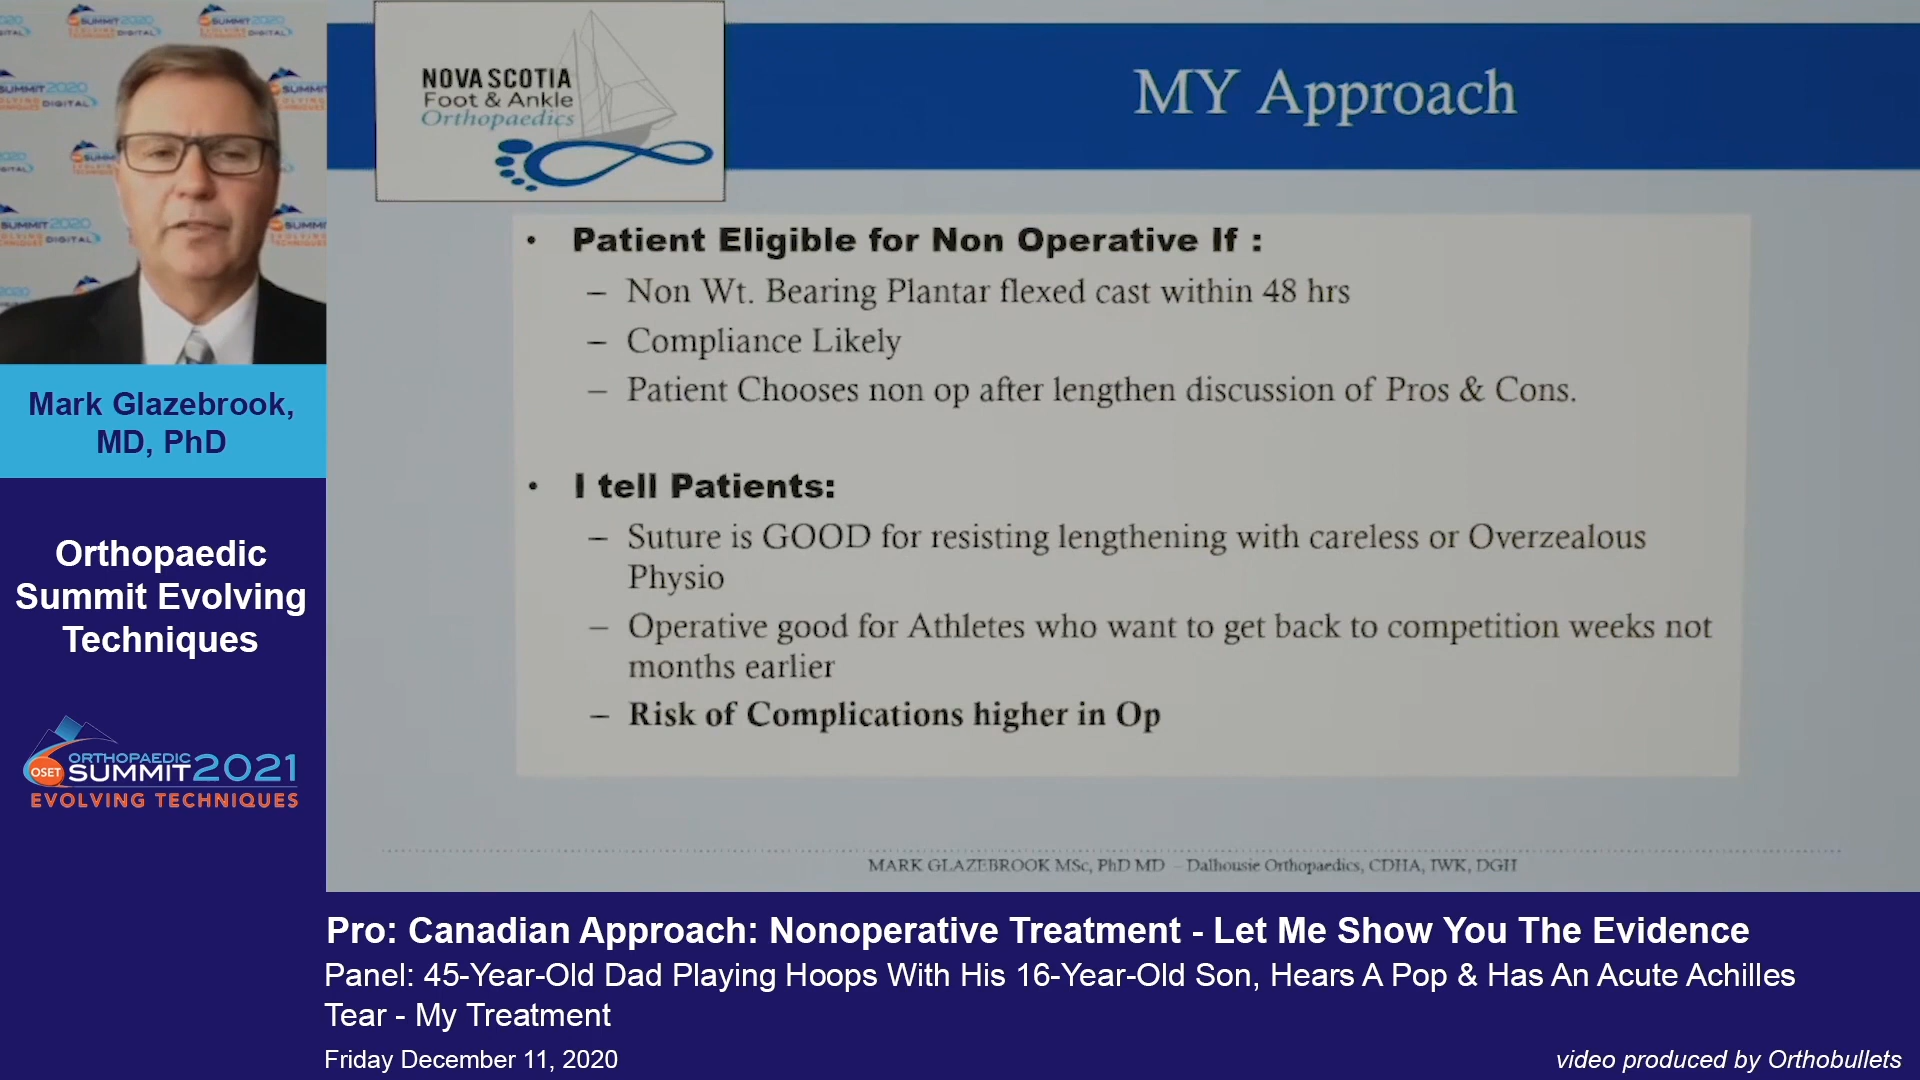 NOVA SCOTIA
Foot & Ankle
Orthopaedics
MY Approach
• Patient Eligible for Non Operative If :
– Non Wt. Bearing Plantar flexed cast within 48 hrs
– Compliance Likely
– Patient Chooses non op after lengthen discussion of Pros & Cons.
• I tell Patients:
– Suture is GOOD for resisting lengthening with careless or Overzealous
Physio
– Operative good for Athletes who want to get back to competition weeks not
months earlier
– Risk of Complications higher in Op
MARK GLAZEBROOK MSc, PhD MD – Dalhousie Orthopaedics, CDHA, IWK, DGH
Mark Glazebrook,
MD, PhD
Orthopaedic
Summit Evolving
Techniques
OSET
ORTHOPAEDIC
SUMMIT 2021
EVOLVING TECHNIQUES
Pro: Canadian Approach: Nonoperative Treatment - Let Me Show You The Evidence
Panel: 45-Year-Old Dad Playing Hoops With His 16-Year-Old Son, Hears A Pop & Has An Acute Achilles
Tear - My Treatment
Friday December 11, 2020
video produced by Orthobullets